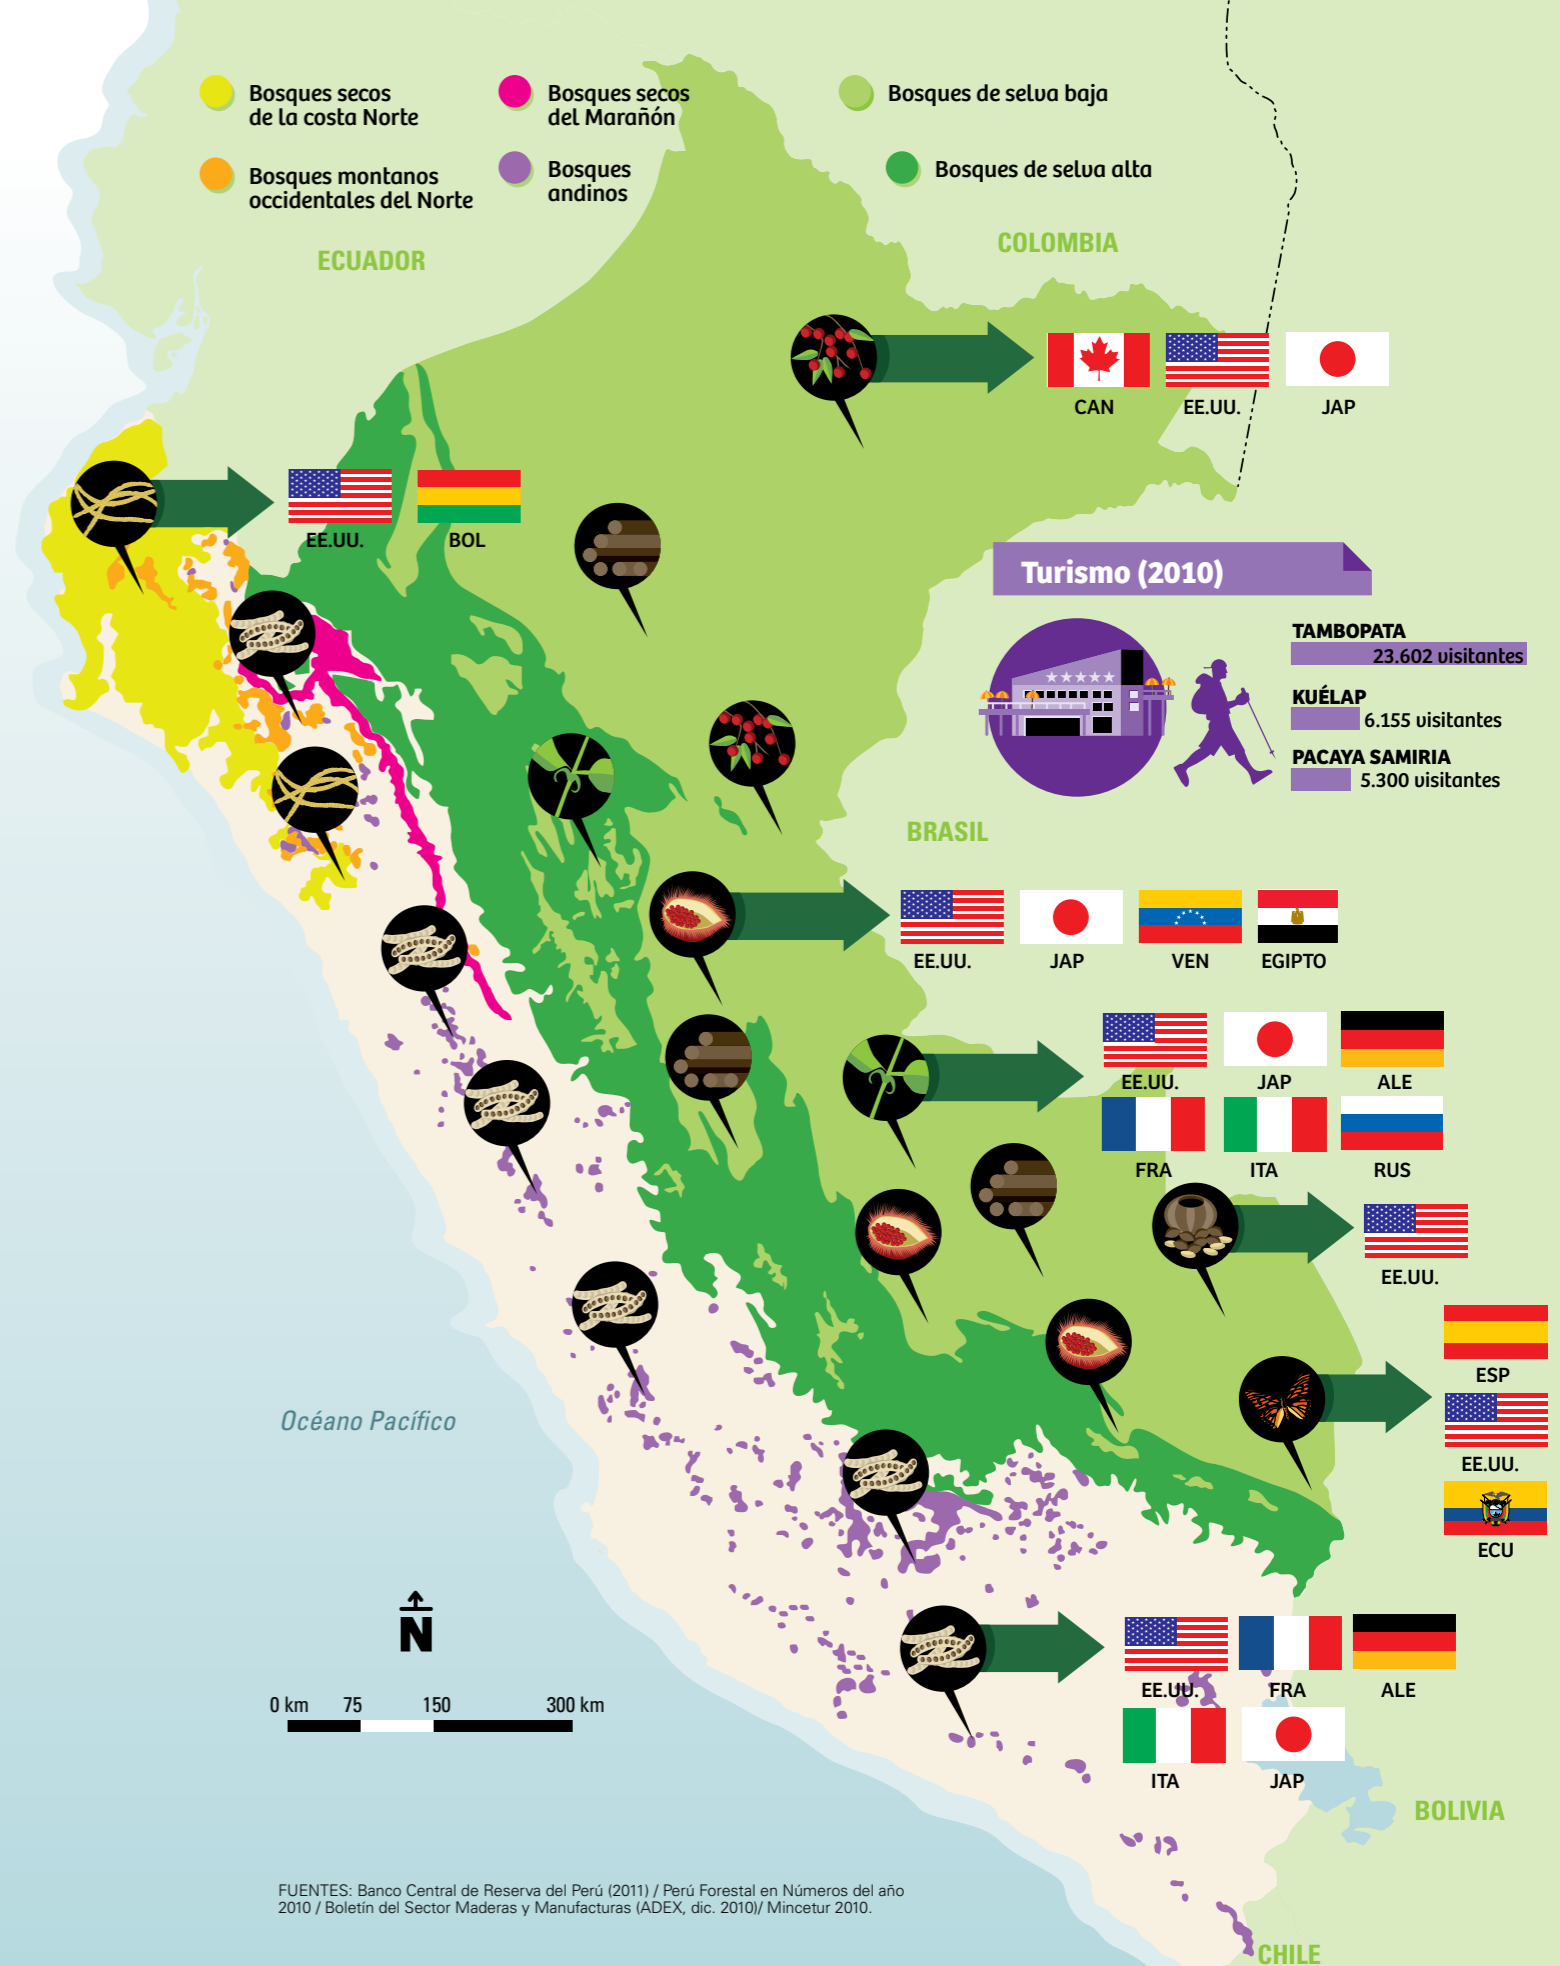 Bosques secos
de la costa Norte
Bosques secos
del Marañón
Bosques de selva baja
Bosques montanos
occidentales del Norte
Bosques
andinos
Bosques de selva alta
ECUADOR
COLOMBIA
CAN
EE.UU.
JAP
EE.UU.
BOL
Turismo (2010)
TAMBOPATA
23.602 visitantes
KUÉLAP
6.155 visitantes
PACAYA SAMIRIA
5.300 visitantes
BRASIL
EE.UU.
JAP
VEN
EGIPTO
EE.UU.
JAP
ALE
FRA
ITA
RUS
EE.UU.
ESP
EE.UU.
ECU
Océano Pacífico
N
0 km 75 150 300 km
EE.UU.
FRA
ALE
ITA
JAP
BOLIVIA
FUENTES: Banco Central de Reserva del Perú (2011) / Perú Forestal en Números del año
2010 / Boletín del Sector Maderas y Manufacturas (ADEX, dic. 2010)/ Mincetur 2010.
CHILE